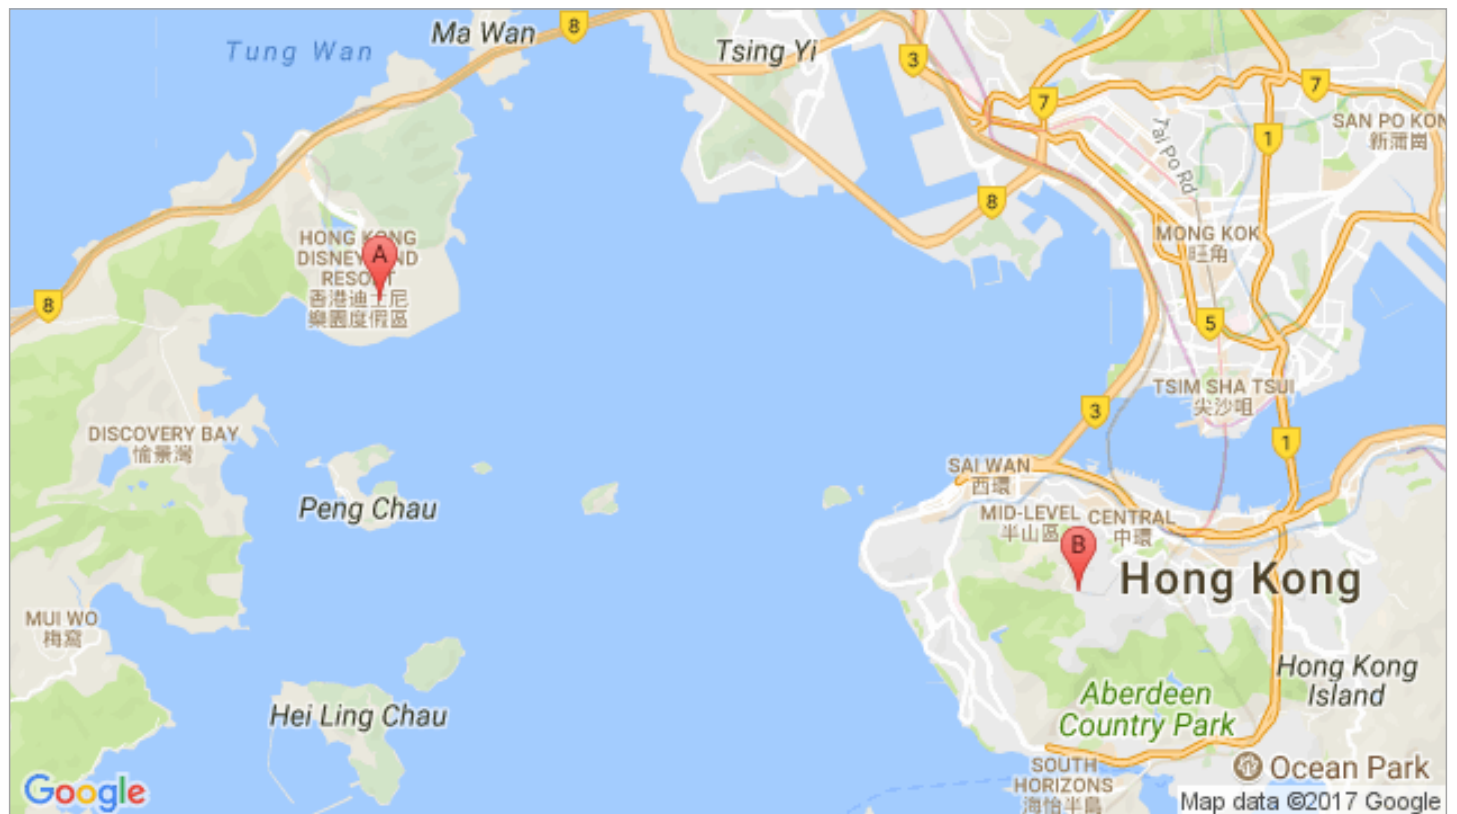 Tung Wan
Ma Wan
8
Tsing Yi
3
7
7
1
SAN PO KON
新蒲崗
Tai Po Rd
8
HONG KONG
DISNEYLAND
RESORT
香港迪士尼
樂園度假區
A
MONG KOK
旺角
8
5
TSIM SHA TSUI
尖沙咀
3
1
DISCOVERY BAY
愉景灣
SAI WAN
西環
Peng Chau
MID-LEVEL
半山區
CENTRAL
中環
B
Hong Kong
MUI WO
梅窩
Hong Kong
Island
Aberdeen
Country Park
Hei Ling Chau
SOUTH
HORIZONS
海怡半島
Ocean Park
Google
Map data ©2017 Google